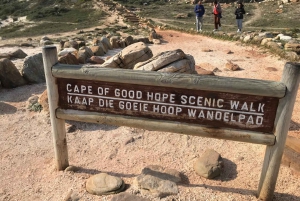 CAPE OF GOOD HOPE SCENIC WALK
KAAP DIE GOEIE HOOP WANDELPAD